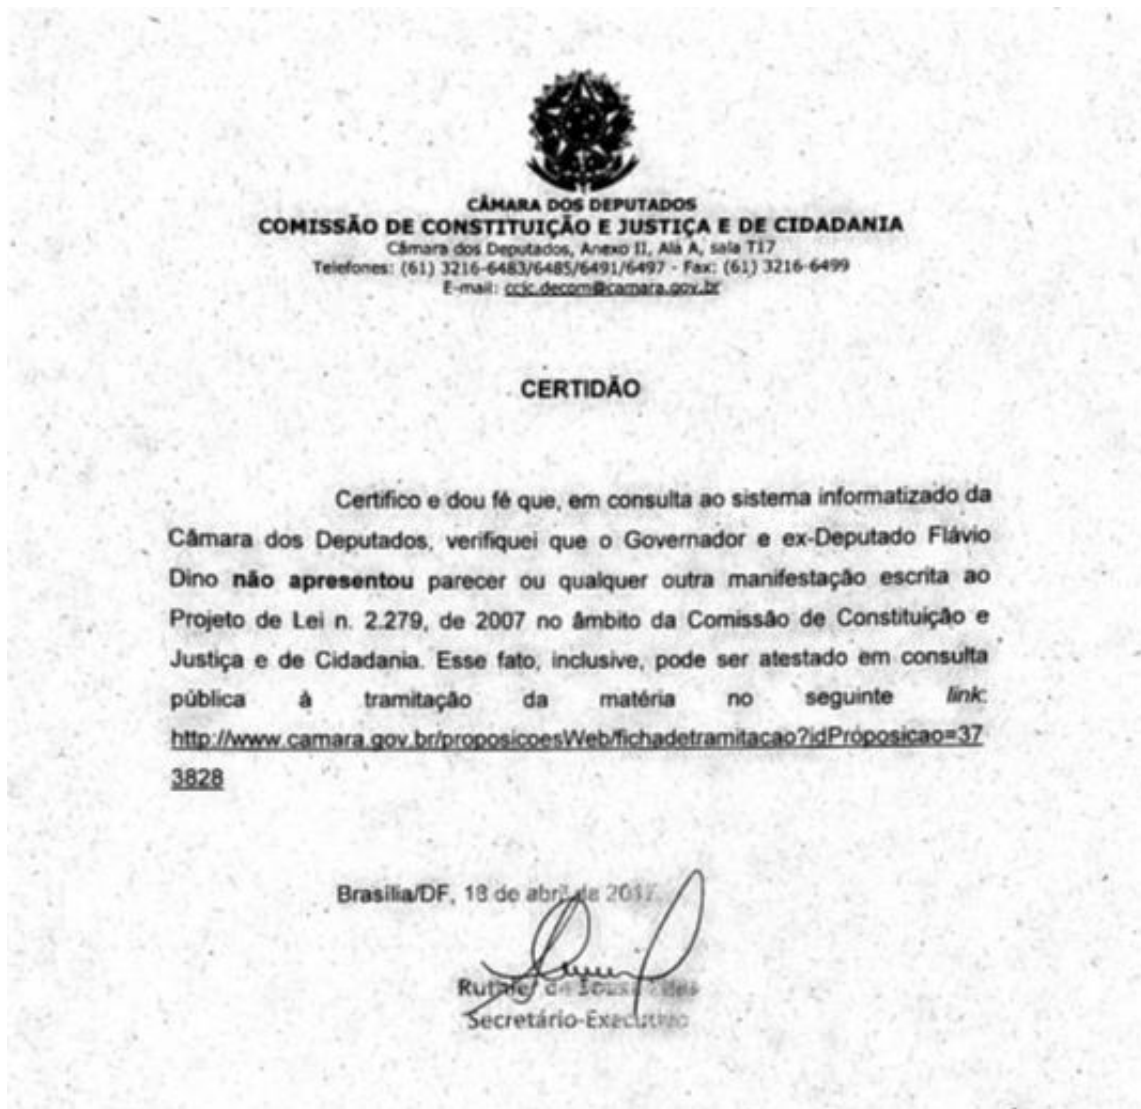 CÂMARA DOS DEPUTADOS
COMISSÃO DE CONSTITUIÇÃO E JUSTIÇA E DE CIDADANIA
Câmara dos Deputados, Anexo II, Ala A, sala T17
Telefones: (61) 3216-6483/6485/6491/6497 - Fax: (61) 3216-6499
E-mail: ccjc.decom@camara.gov.br
CERTIDÃO
Certifico e dou fé que, em consulta ao sistema informatizado da
Câmara dos Deputados, verifiquei que o Governador e ex-Deputado Flávio
Dino não apresentou parecer ou qualquer outra manifestação escrita ao
Projeto de Lei n. 2.279, de 2007 no âmbito da Comissão de Constituição e
Justiça e de Cidadania. Esse fato, inclusive, pode ser atestado em consulta
pública à tramitação da matéria no seguinte link:
http://www.camara.gov.br/proposicoesWeb/fichadetramitacao?idProposicao=37
3828
Brasília/DF, 18 de abril de 2017.
de Sousa
Secretário-Executivo